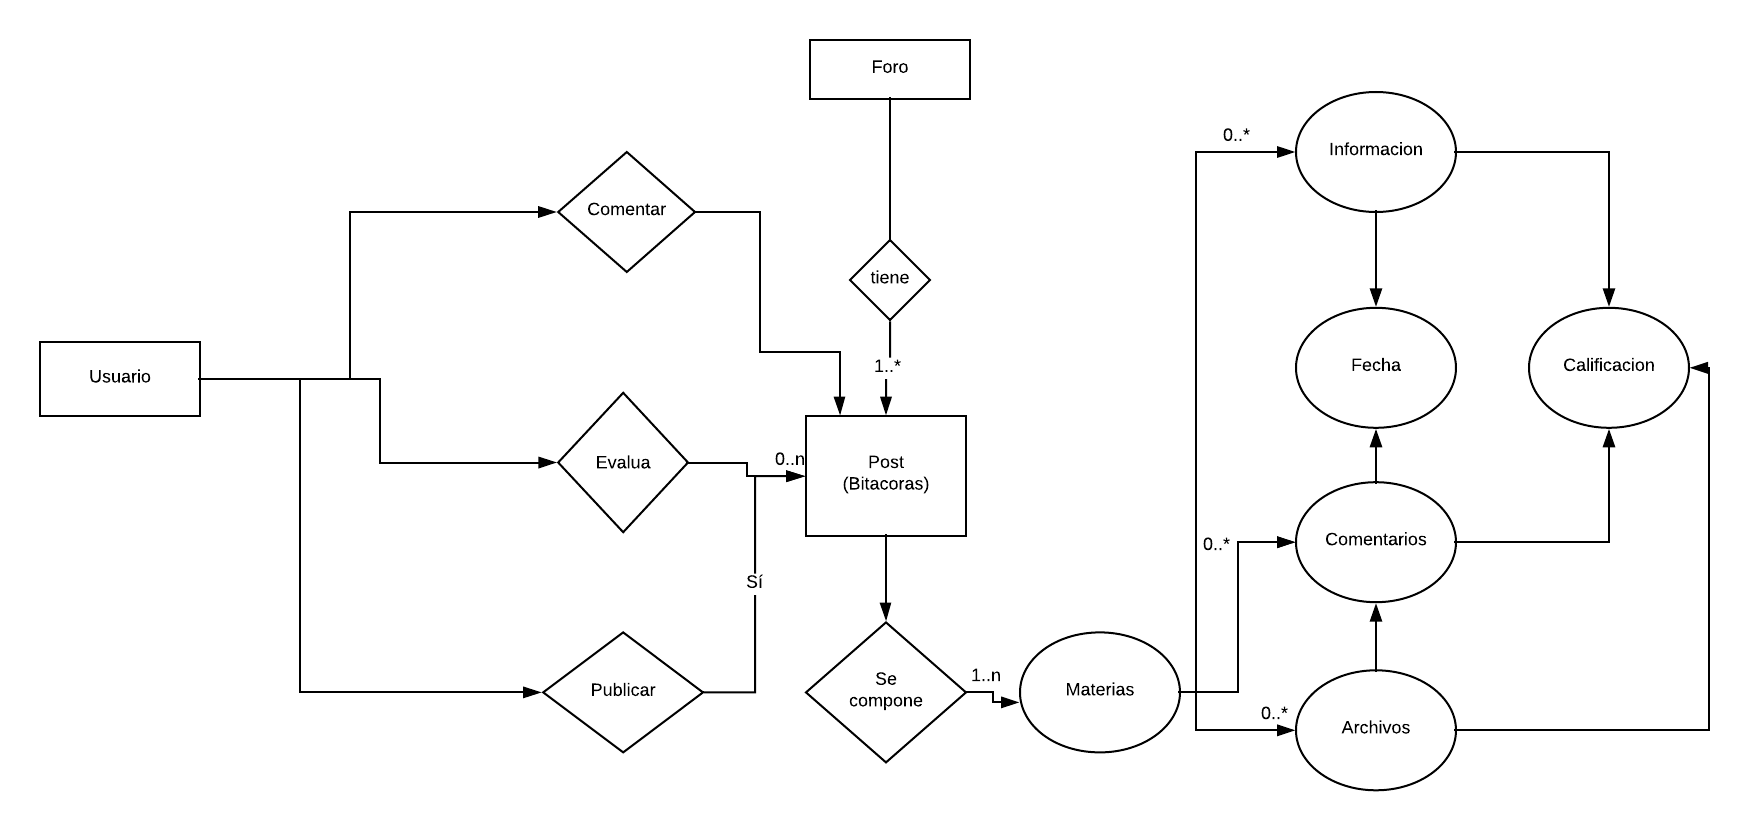 Foro
0..*
Informacion
Comentar
tiene
1..*
Usuario
Fecha
Calificacion
Evalua
0..n
Post
(Bitacoras)
0..*
Comentarios
Sí
Se
compone
1..n
Materias
Publicar
0..*
Archivos